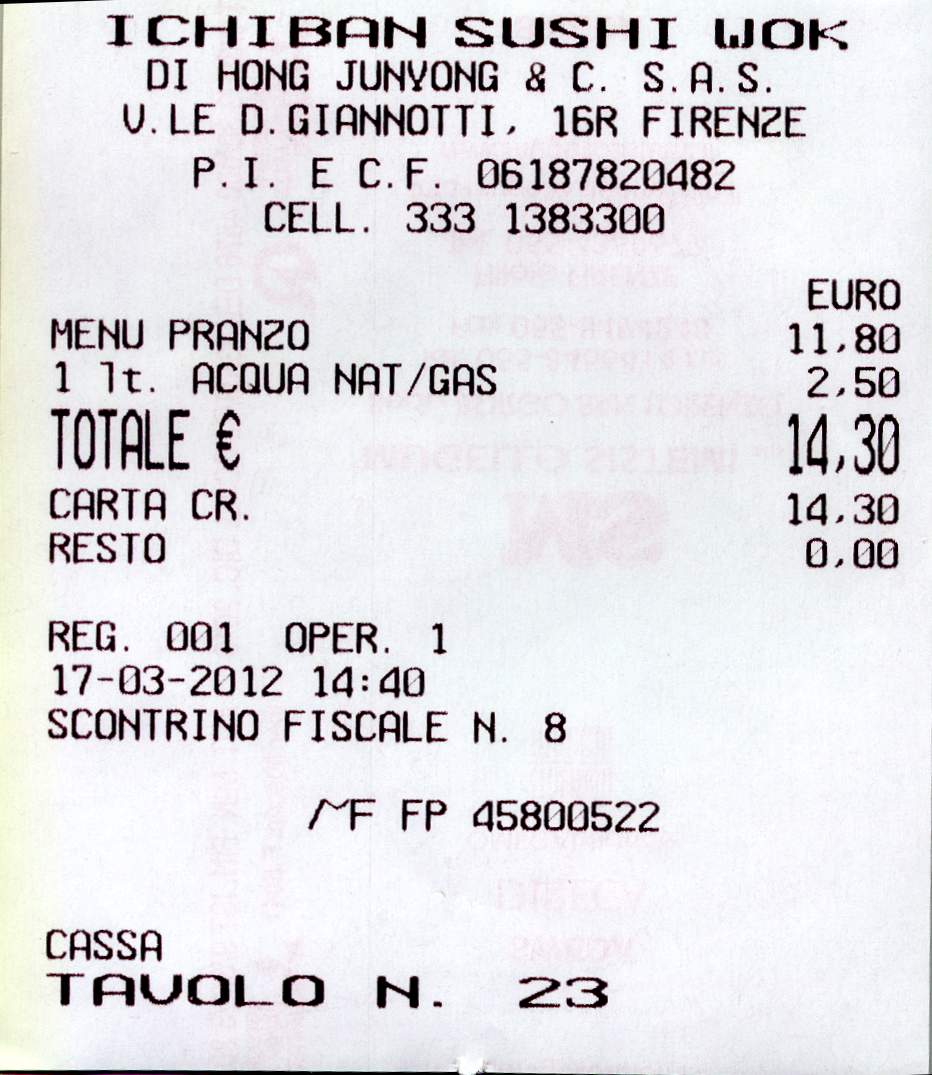 ICHIBAN SUSHI WOK
DI HONG JUNYONG & C. S.A.S.
V.LE D.GIANNOTTI, 16R FIRENZE
P.I. E C.F. 06187820482
CELL. 333 1383300
EURO
MENU PRANZO 11,80
1 lt. ACQUA NAT/GAS 2,50
TOTALE € 14,30
CARTA CR. 14,30
RESTO 0,00
REG. 001 OPER. 1
17-03-2012 14:40
SCONTRINO FISCALE N. 8
MF FP 45800522
CASSA
TAVOLO N. 23